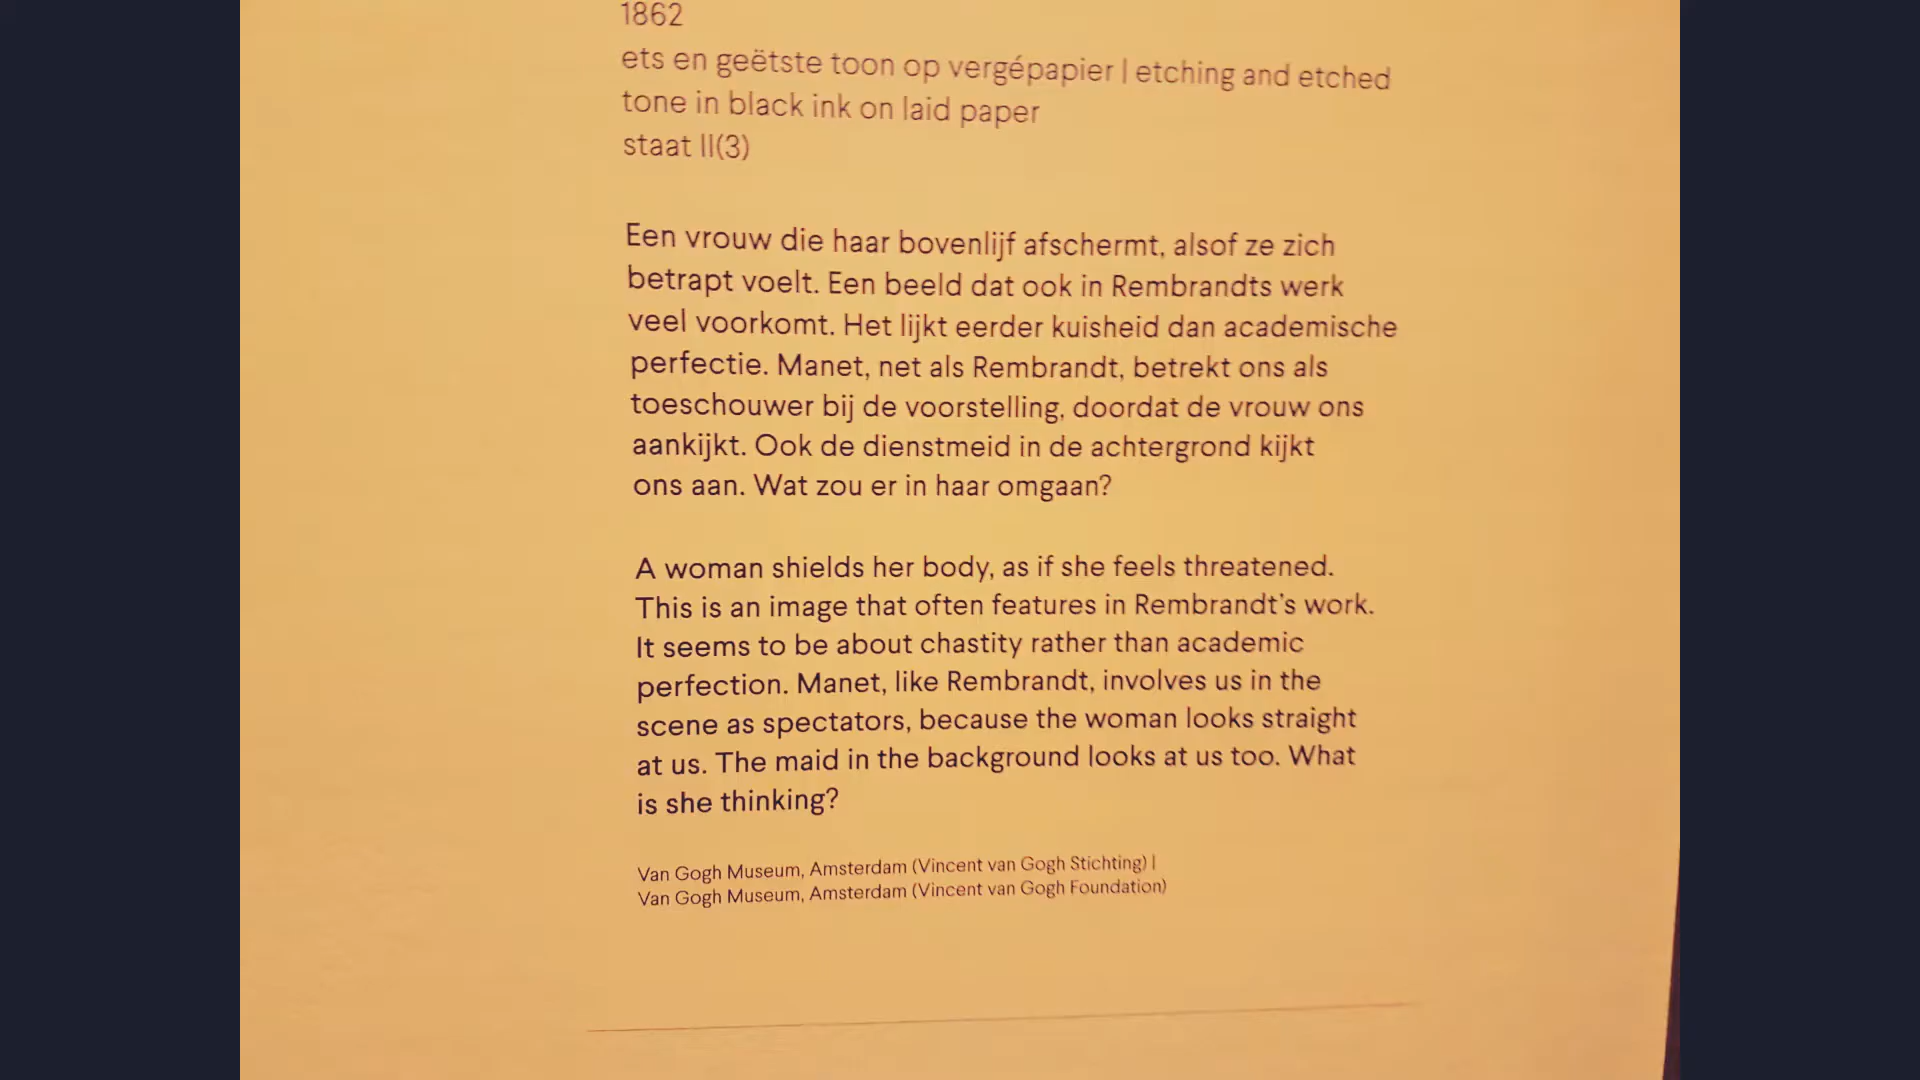 1862
ets en geëtste toon op vergépapier | etching and etched
tone in black ink on laid paper
staat II(3)
Een vrouw die haar bovenlijf afschermt, alsof ze zich
betrapt voelt. Een beeld dat ook in Rembrandts werk
veel voorkomt. Het lijkt eerder kuisheid dan academische
perfectie. Manet, net als Rembrandt, betrekt ons als
toeschouwer bij de voorstelling, doordat de vrouw ons
aankijkt. Ook de dienstmeid in de achtergrond kijkt
ons aan. Wat zou er in haar omgaan?
A woman shields her body, as if she feels threatened.
This is an image that often features in Rembrandt's work.
It seems to be about chastity rather than academic
perfection. Manet, like Rembrandt, involves us in the
scene as spectators, because the woman looks straight
at us. The maid in the background looks at us too. What
is she thinking?
Van Gogh Museum, Amsterdam (Vincent van Gogh Stichting) |
Van Gogh Museum, Amsterdam (Vincent van Gogh Foundation)